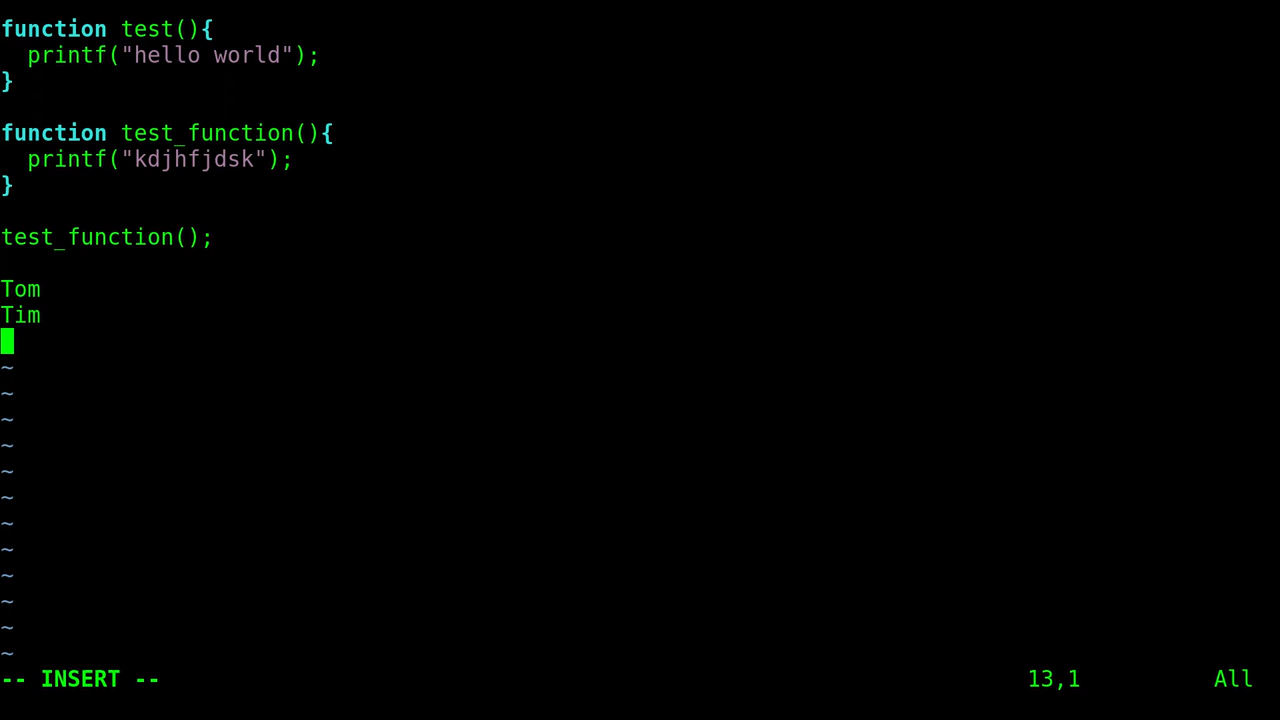 function test(){
  printf("hello world");
}

function test_function(){
  printf("kdjhfjdsk");
}

test_function();

Tom
Tim
~
~
~
~
~
~
~
~
~
~
~
~
-- INSERT -- 13,1 All